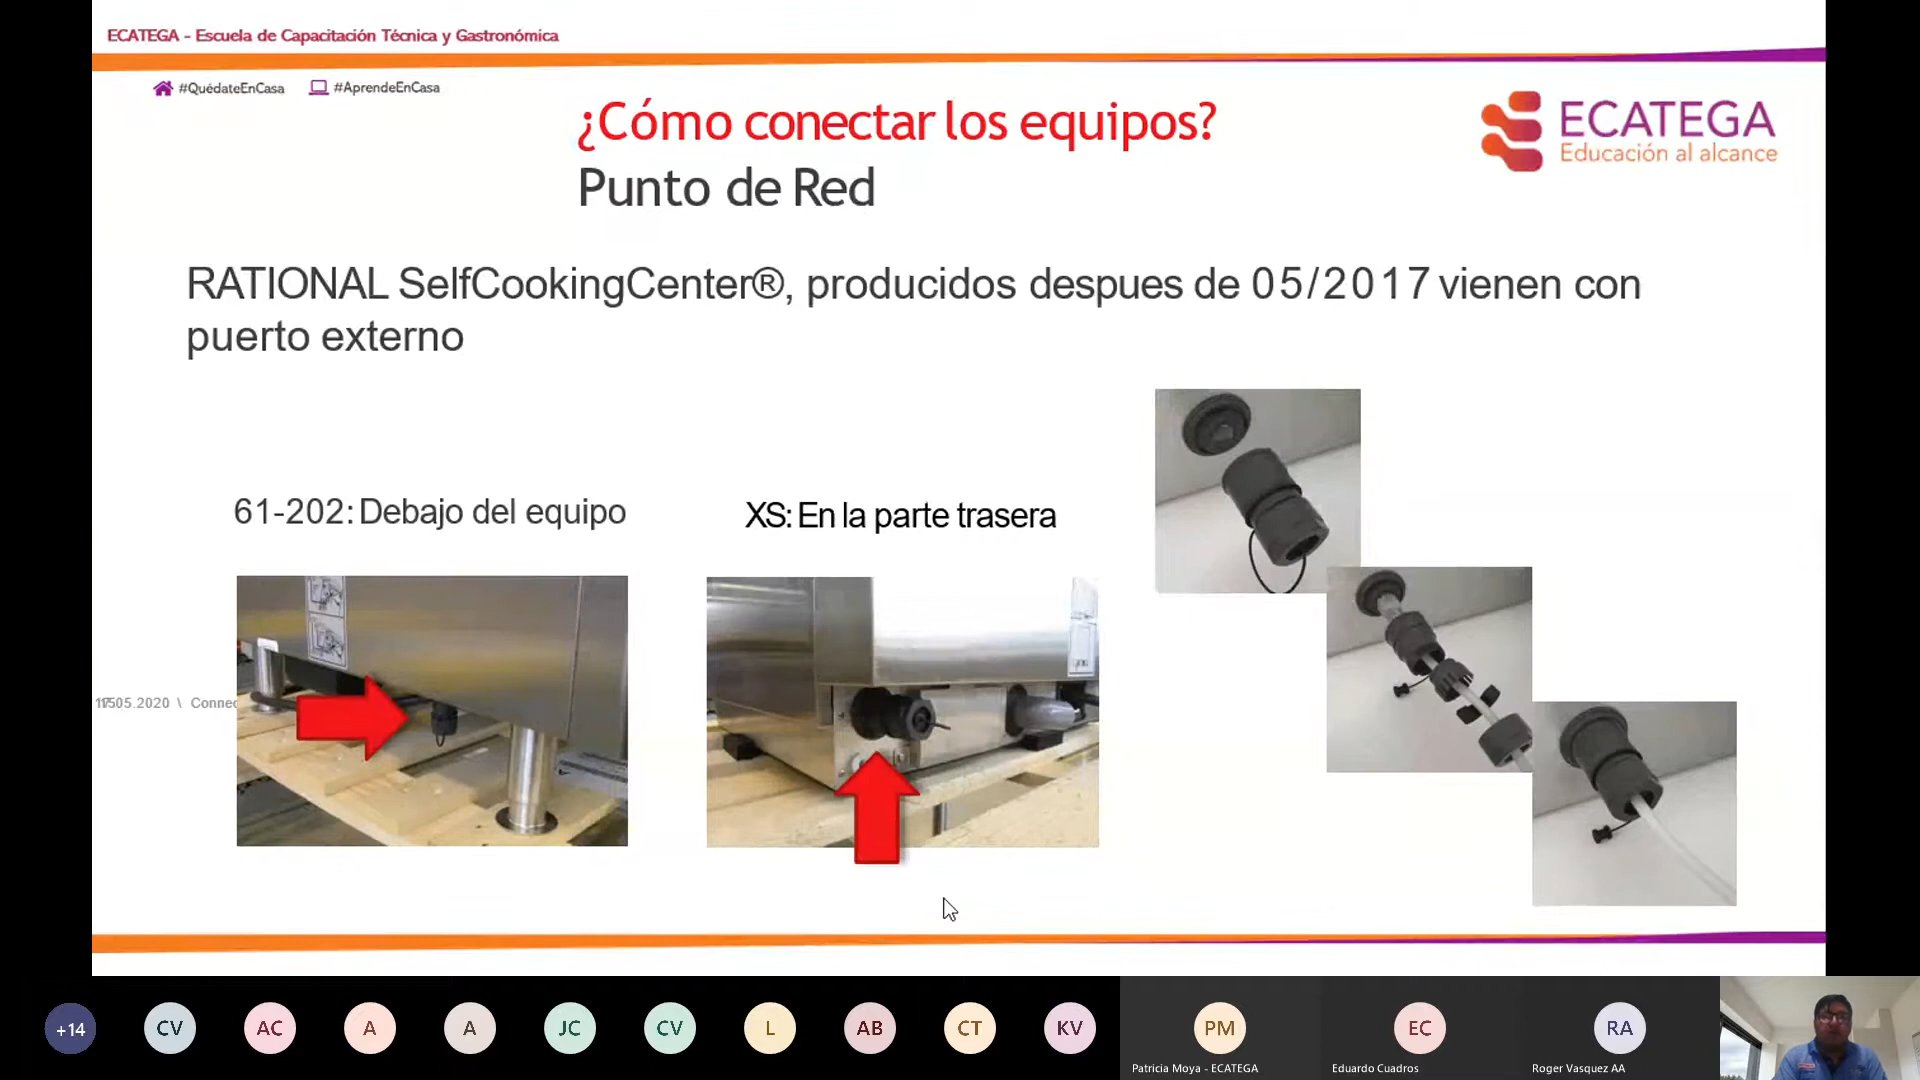 ECATEGA - Escuela de Capacitación Técnica y Gastronómica
#QuédateEnCasa #AprendeEnCasa
¿Cómo conectar los equipos?
Punto de Red
ECATEGA
Educación al alcance
RATIONAL SelfCookingCenter®, producidos despues de 05/2017 vienen con
puerto externo
61-202: Debajo del equipo
XS: En la parte trasera
05.2020 \ Connec
+14
CV
AC
A
A
JC
CV
L
AB
CT
KV
PM
EC
RA
Patricia Moya - ECATEGA
Eduardo Cuadros
Roger Vasquez AA